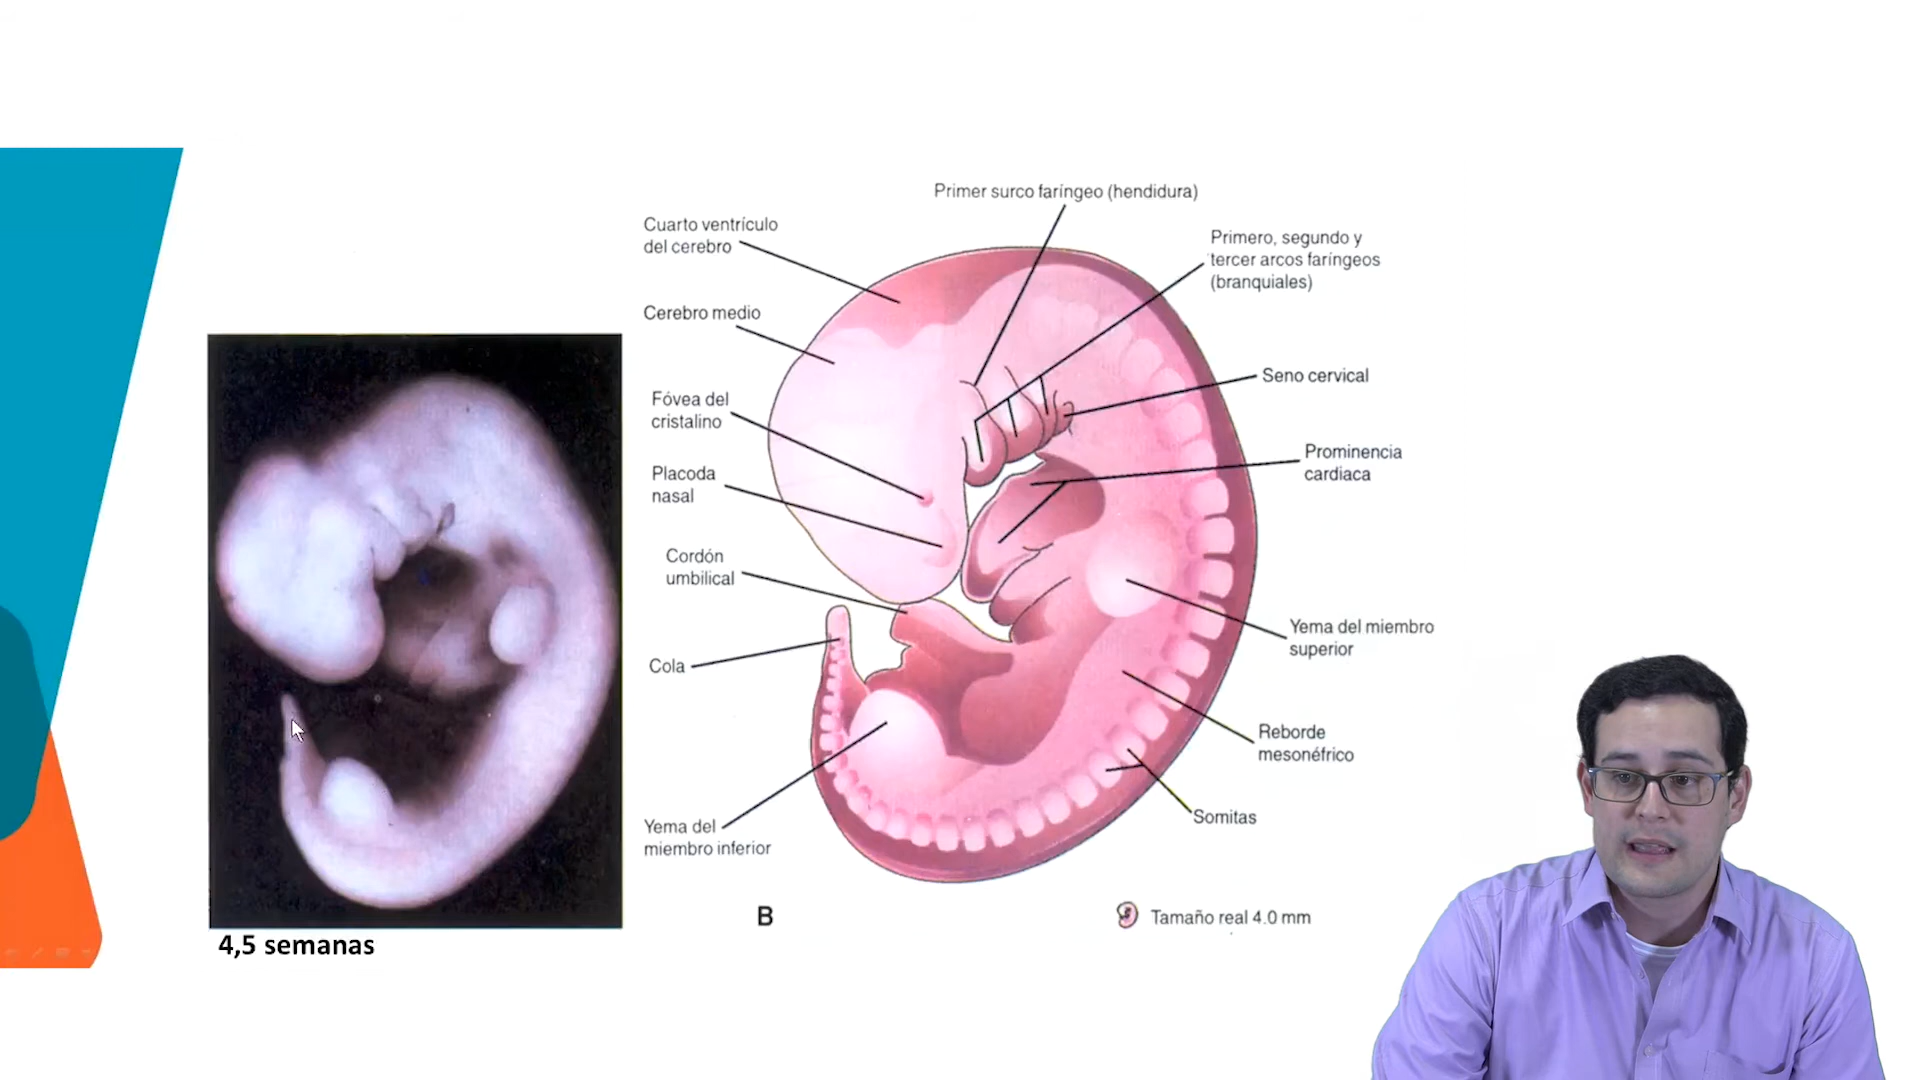 Primer surco faríngeo (hendidura)
Cuarto ventrículo
del cerebro
Primero, segundo y
tercer arcos faríngeos
(branquiales)
Cerebro medio
Seno cervical
Fóvea del
cristalino
Prominencia
cardiaca
Placoda
nasal
Cordón
umbilical
Yema del miembro
superior
Cola
Reborde
mesonéfrico
Somitas
Yema del
miembro inferior
B
Tamaño real 4.0 mm
4,5 semanas